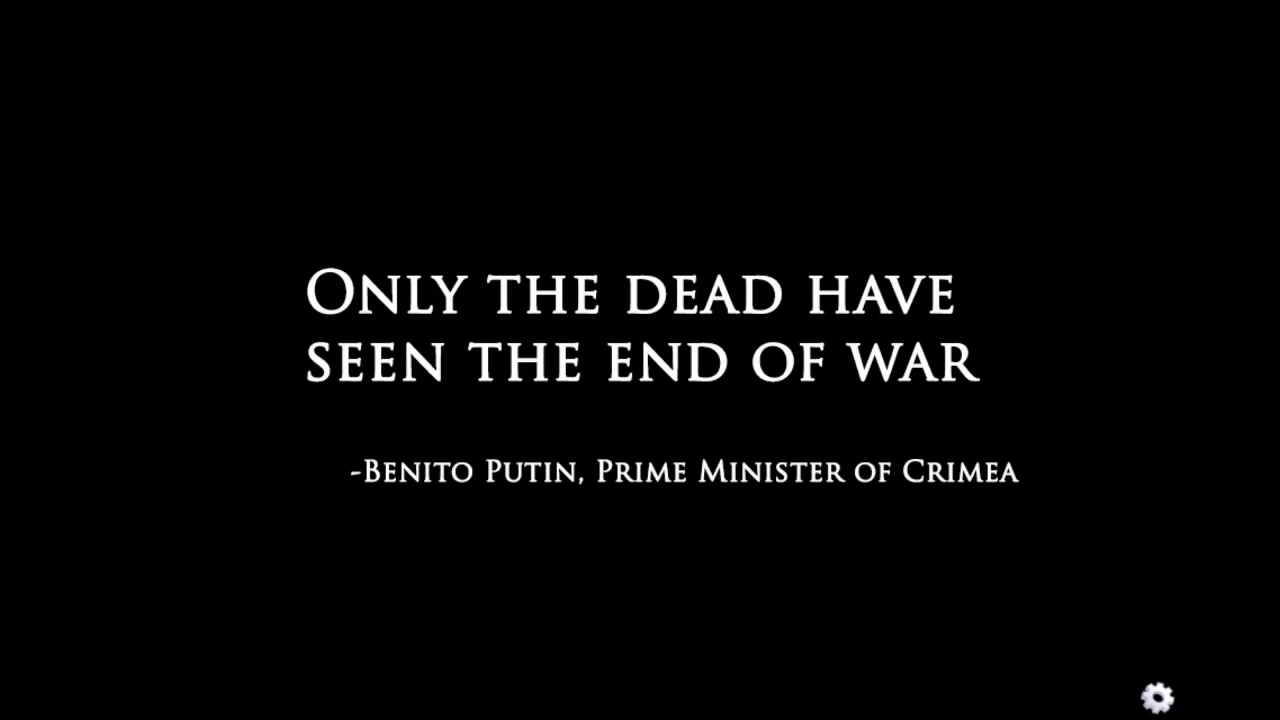 Only the dead have
seen the end of war
-Benito Putin, Prime Minister of Crimea